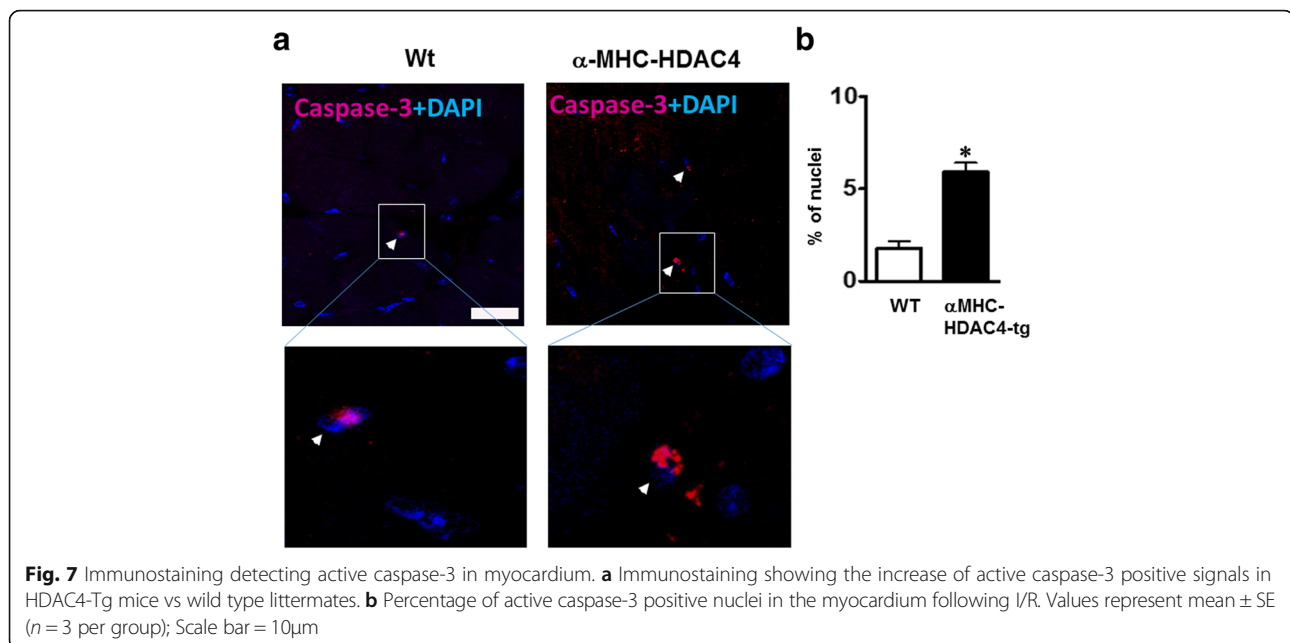 a
b
Wt
α-MHC-HDAC4
Caspase-3+DAPI
Caspase-3+DAPI
10
5
0
% of nuclei
*
WT
αMHC-
HDAC4-tg
Fig. 7 Immunostaining detecting active caspase-3 in myocardium. a Immunostaining showing the increase of active caspase-3 positive signals in
HDAC4-Tg mice vs wild type littermates. b Percentage of active caspase-3 positive nuclei in the myocardium following I/R. Values represent mean ± SE
(n = 3 per group); Scale bar = 10μm